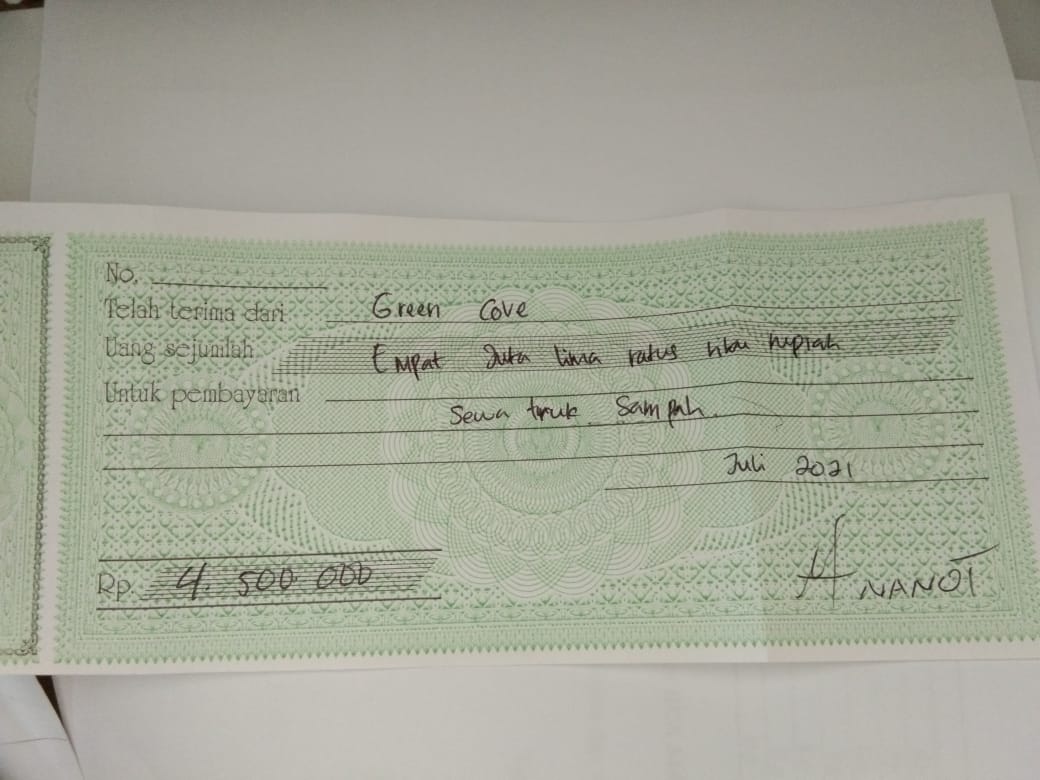 No.
Telah terima dari Green Cove
Uang sejumlah Empat Juta lima ratus ribu rupiah
Untuk pembayaran
Sewa truk Sampah.
Juli 2021
Rp. 4.500.000